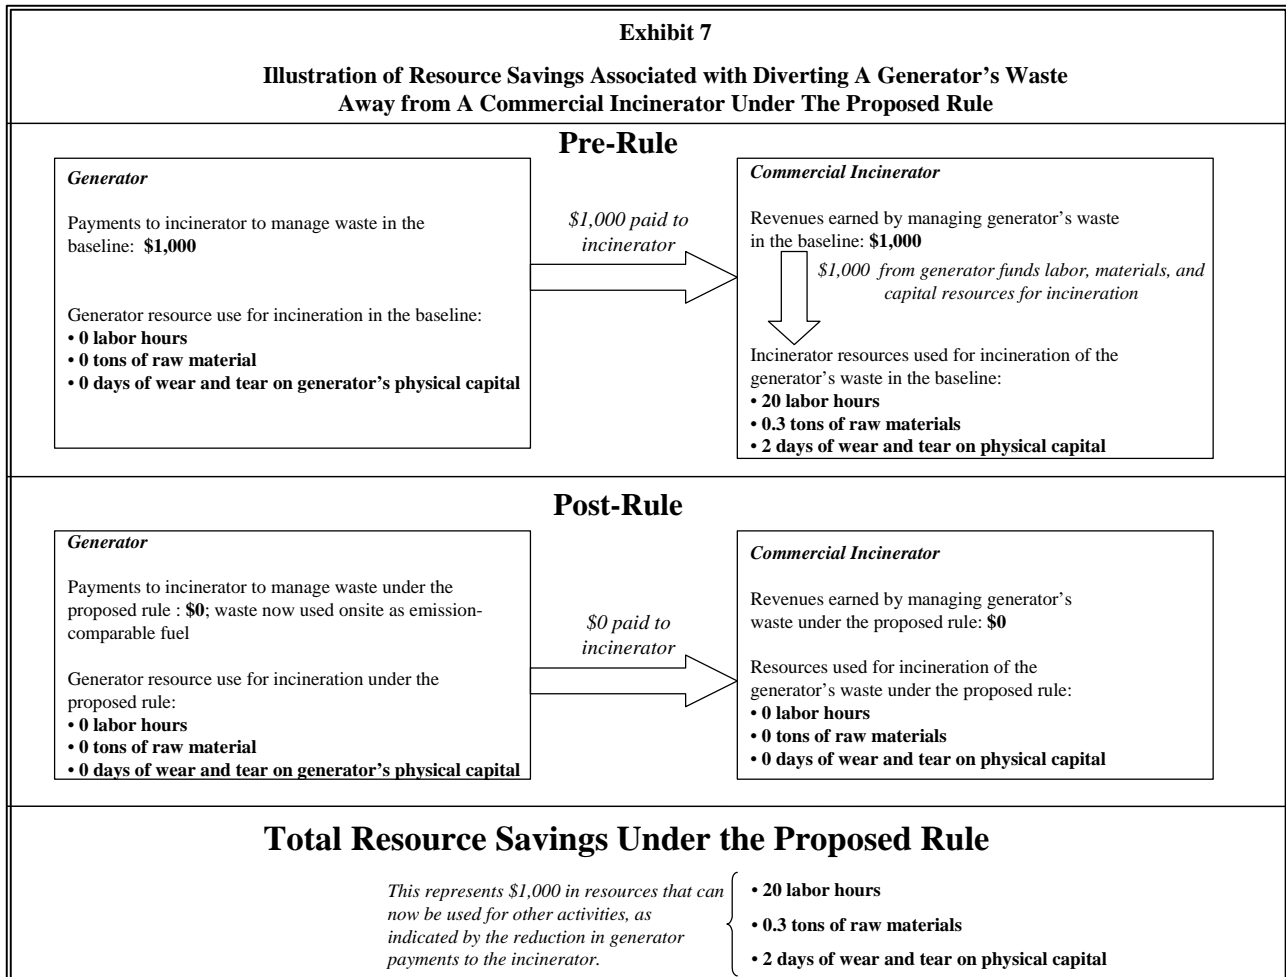 Exhibit 7
Illustration of Resource Savings Associated with Diverting A Generator’s Waste
Away from A Commercial Incinerator Under The Proposed Rule
Pre-Rule
Generator
Payments to incinerator to manage waste in the
baseline: $1,000
Generator resource use for incineration in the baseline:
• 0 labor hours
• 0 tons of raw material
• 0 days of wear and tear on generator’s physical capital
$1,000 paid to
incinerator
Commercial Incinerator
Revenues earned by managing generator’s waste
in the baseline: $1,000
$1,000 from generator funds labor, materials, and
capital resources for incineration
Incinerator resources used for incineration of the
generator’s waste in the baseline:
• 20 labor hours
• 0.3 tons of raw materials
• 2 days of wear and tear on physical capital
Post-Rule
Generator
Payments to incinerator to manage waste under the
proposed rule : $0; waste now used onsite as emission-
comparable fuel
Generator resource use for incineration under the
proposed rule:
• 0 labor hours
• 0 tons of raw material
• 0 days of wear and tear on generator’s physical capital
$0 paid to
incinerator
Commercial Incinerator
Revenues earned by managing generator’s
waste under the proposed rule: $0
Resources used for incineration of the
generator’s waste under the proposed rule:
• 0 labor hours
• 0 tons of raw materials
• 0 days of wear and tear on physical capital
Total Resource Savings Under the Proposed Rule
This represents $1,000 in resources that can
now be used for other activities, as
indicated by the reduction in generator
payments to the incinerator.
• 20 labor hours
• 0.3 tons of raw materials
• 2 days of wear and tear on physical capital